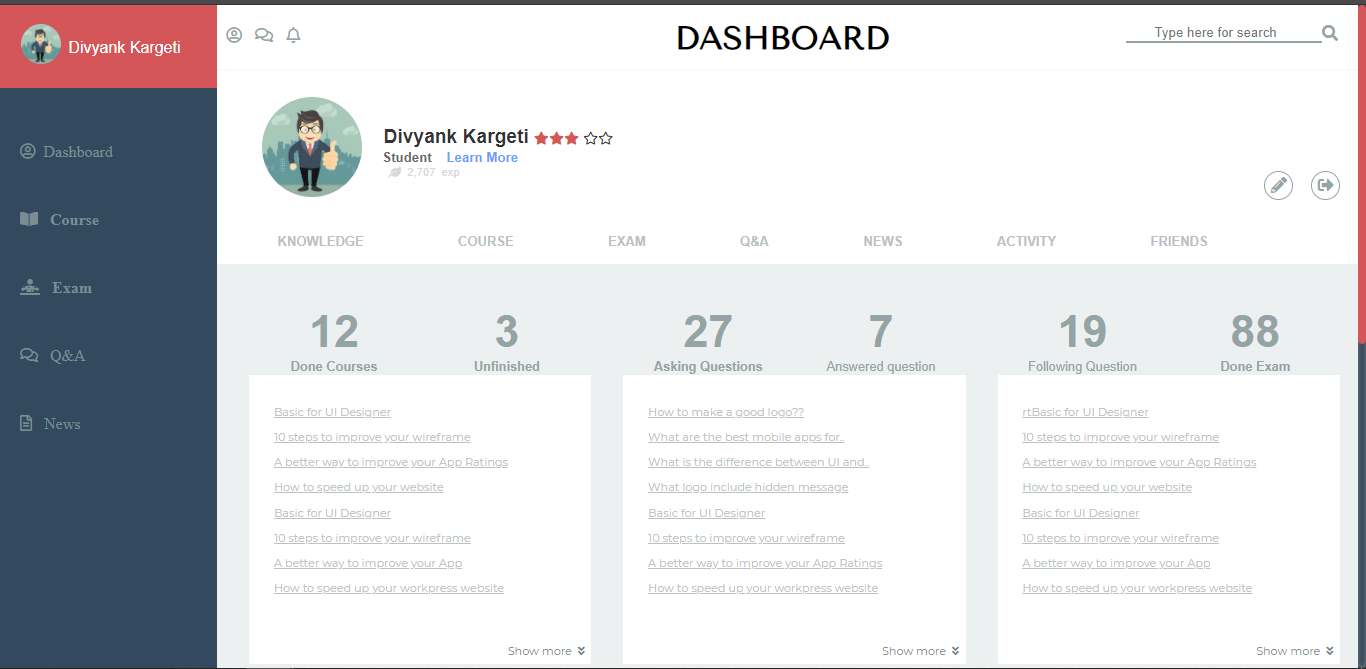 Divyank Kargeti
DASHBOARD
Type here for search
Dashboard
Course
Exam
Q&A
News
Divyank Kargeti
Student Learn More
2,707 exp
KNOWLEDGE COURSE EXAM Q&A NEWS ACTIVITY FRIENDS
12
Done Courses
3
Unfinished
Basic for UI Designer
10 steps to improve your wireframe
A better way to improve your App Ratings
How to speed up your website
Basic for UI Designer
10 steps to improve your wireframe
A better way to improve your App
How to speed up your workpress website
Show more
27
Asking Questions
7
Answered question
How to make a good logo??
What are the best mobile apps for..
What is the difference between UI and..
What logo include hidden message
Basic for UI Designer
10 steps to improve your wireframe
A better way to improve your App Ratings
How to speed up your workpress website
Show more
19
Following Question
88
Done Exam
rtBasic for UI Designer
10 steps to improve your wireframe
A better way to improve your App Ratings
How to speed up your website
Basic for UI Designer
10 steps to improve your wireframe
A better way to improve your App
How to speed up your workpress website
Show more